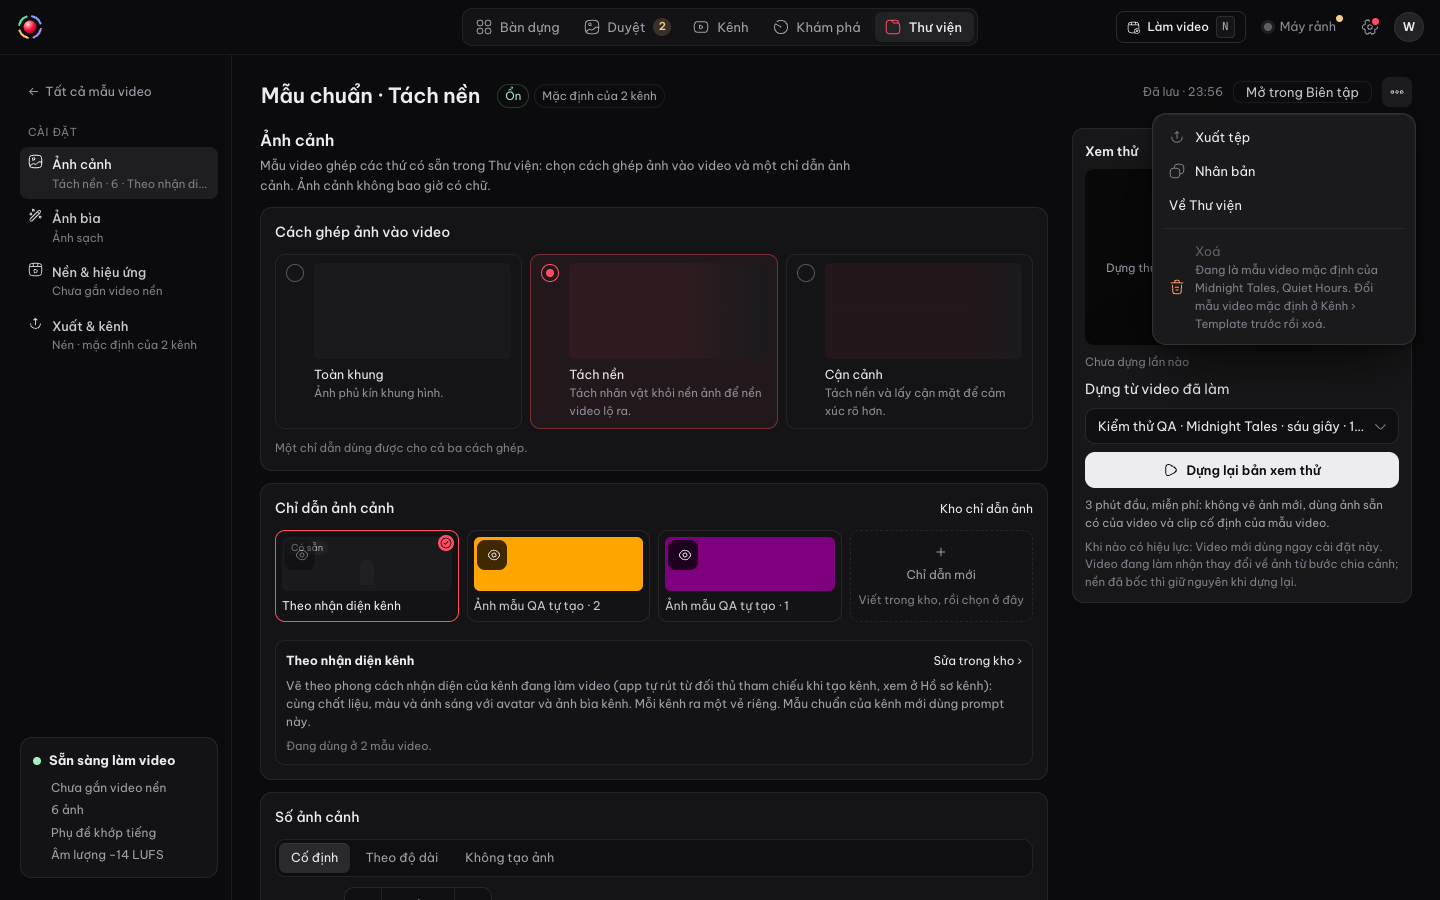 Bàn dựng
Duyệt 2
Kênh
Khám phá
Thư viện
Làm video N
Máy rảnh
W
← Tất cả mẫu video
CÀI ĐẶT
Ảnh cảnh
Tách nền · 6 · Theo nhận di...
Ảnh bìa
Ảnh sạch
Nền & hiệu ứng
Chưa gắn video nền
Xuất & kênh
Nén · mặc định của 2 kênh
Sẵn sàng làm video
Chưa gắn video nền
6 ảnh
Phụ đề khớp tiếng
Âm lượng -14 LUFS
Mẫu chuẩn · Tách nền
Ổn
Mặc định của 2 kênh
Đã lưu · 23:56
Mở trong Biên tập
Ảnh cảnh
Mẫu video ghép các thứ có sẵn trong Thư viện: chọn cách ghép ảnh vào video và một chỉ dẫn ảnh
cảnh. Ảnh cảnh không bao giờ có chữ.
Cách ghép ảnh vào video
Toàn khung
Ảnh phủ kín khung hình.
Tách nền
Tách nhân vật khỏi nền ảnh để nền
video lộ ra.
Cận cảnh
Tách nền và lấy cận mặt để cảm
xúc rõ hơn.
Một chỉ dẫn dùng được cho cả ba cách ghép.
Chỉ dẫn ảnh cảnh
Kho chỉ dẫn ảnh
Có sẵn
Theo nhận diện kênh
Ảnh mẫu QA tự tạo · 2
Ảnh mẫu QA tự tạo · 1
Chỉ dẫn mới
Viết trong kho, rồi chọn ở đây
Theo nhận diện kênh
Sửa trong kho ›
Vẽ theo phong cách nhận diện của kênh đang làm video (app tự rút từ đối thủ tham chiếu khi tạo kênh, xem ở Hồ sơ kênh):
cùng chất liệu, màu và ánh sáng với avatar và ảnh bìa kênh. Mỗi kênh ra một vẻ riêng. Mẫu chuẩn của kênh mới dùng prompt
này.
Đang dùng ở 2 mẫu video.
Số ảnh cảnh
Cố định
Theo độ dài
Không tạo ảnh
Xem thử
Dựng th
Xuất tệp
Nhân bản
Về Thư viện
Xoá
Đang là mẫu video mặc định của
Midnight Tales, Quiet Hours. Đổi
mẫu video mặc định ở Kênh ›
Template trước rồi xoá.
Chưa dựng lần nào
Dựng từ video đã làm
Kiểm thử QA · Midnight Tales · sáu giây · 1...
Dựng lại bản xem thử
3 phút đầu, miễn phí: không vẽ ảnh mới, dùng ảnh sẵn
có của video và clip cố định của mẫu video.
Khi nào có hiệu lực: Video mới dùng ngay cài đặt này.
Video đang làm nhận thay đổi về ảnh từ bước chia cảnh;
nền đã bốc thì giữ nguyên khi dựng lại.